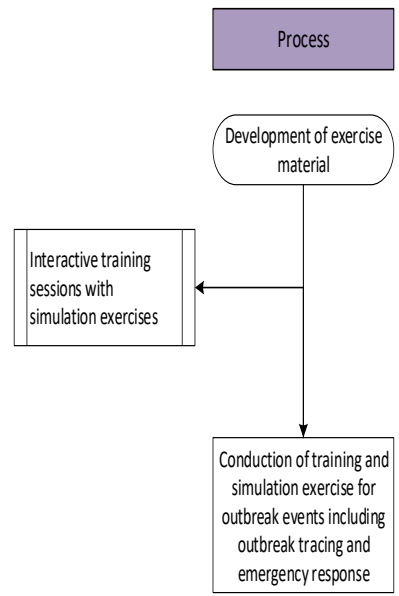 Process
Development of exercise
material
Interactive training
sessions with
simulation exercises
Conduction of training and
simulation exercise for
outbreak events including
outbreak tracing and
emergency response